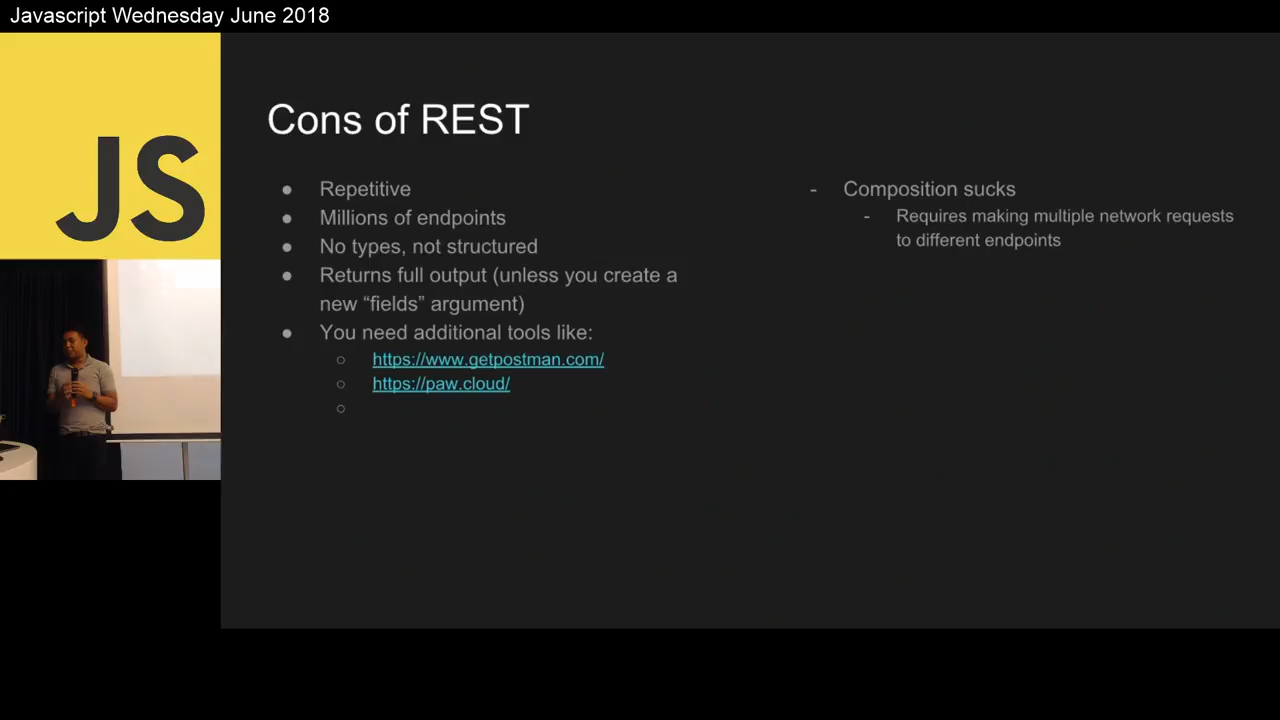 Javascript Wednesday June 2018
JS
Cons of REST
● Repetitive
● Millions of endpoints
● No types, not structured
● Returns full output (unless you create a
new “fields” argument)
● You need additional tools like:
○ https://www.getpostman.com/
○ https://paw.cloud/
○
- Composition sucks
- Requires making multiple network requests
to different endpoints